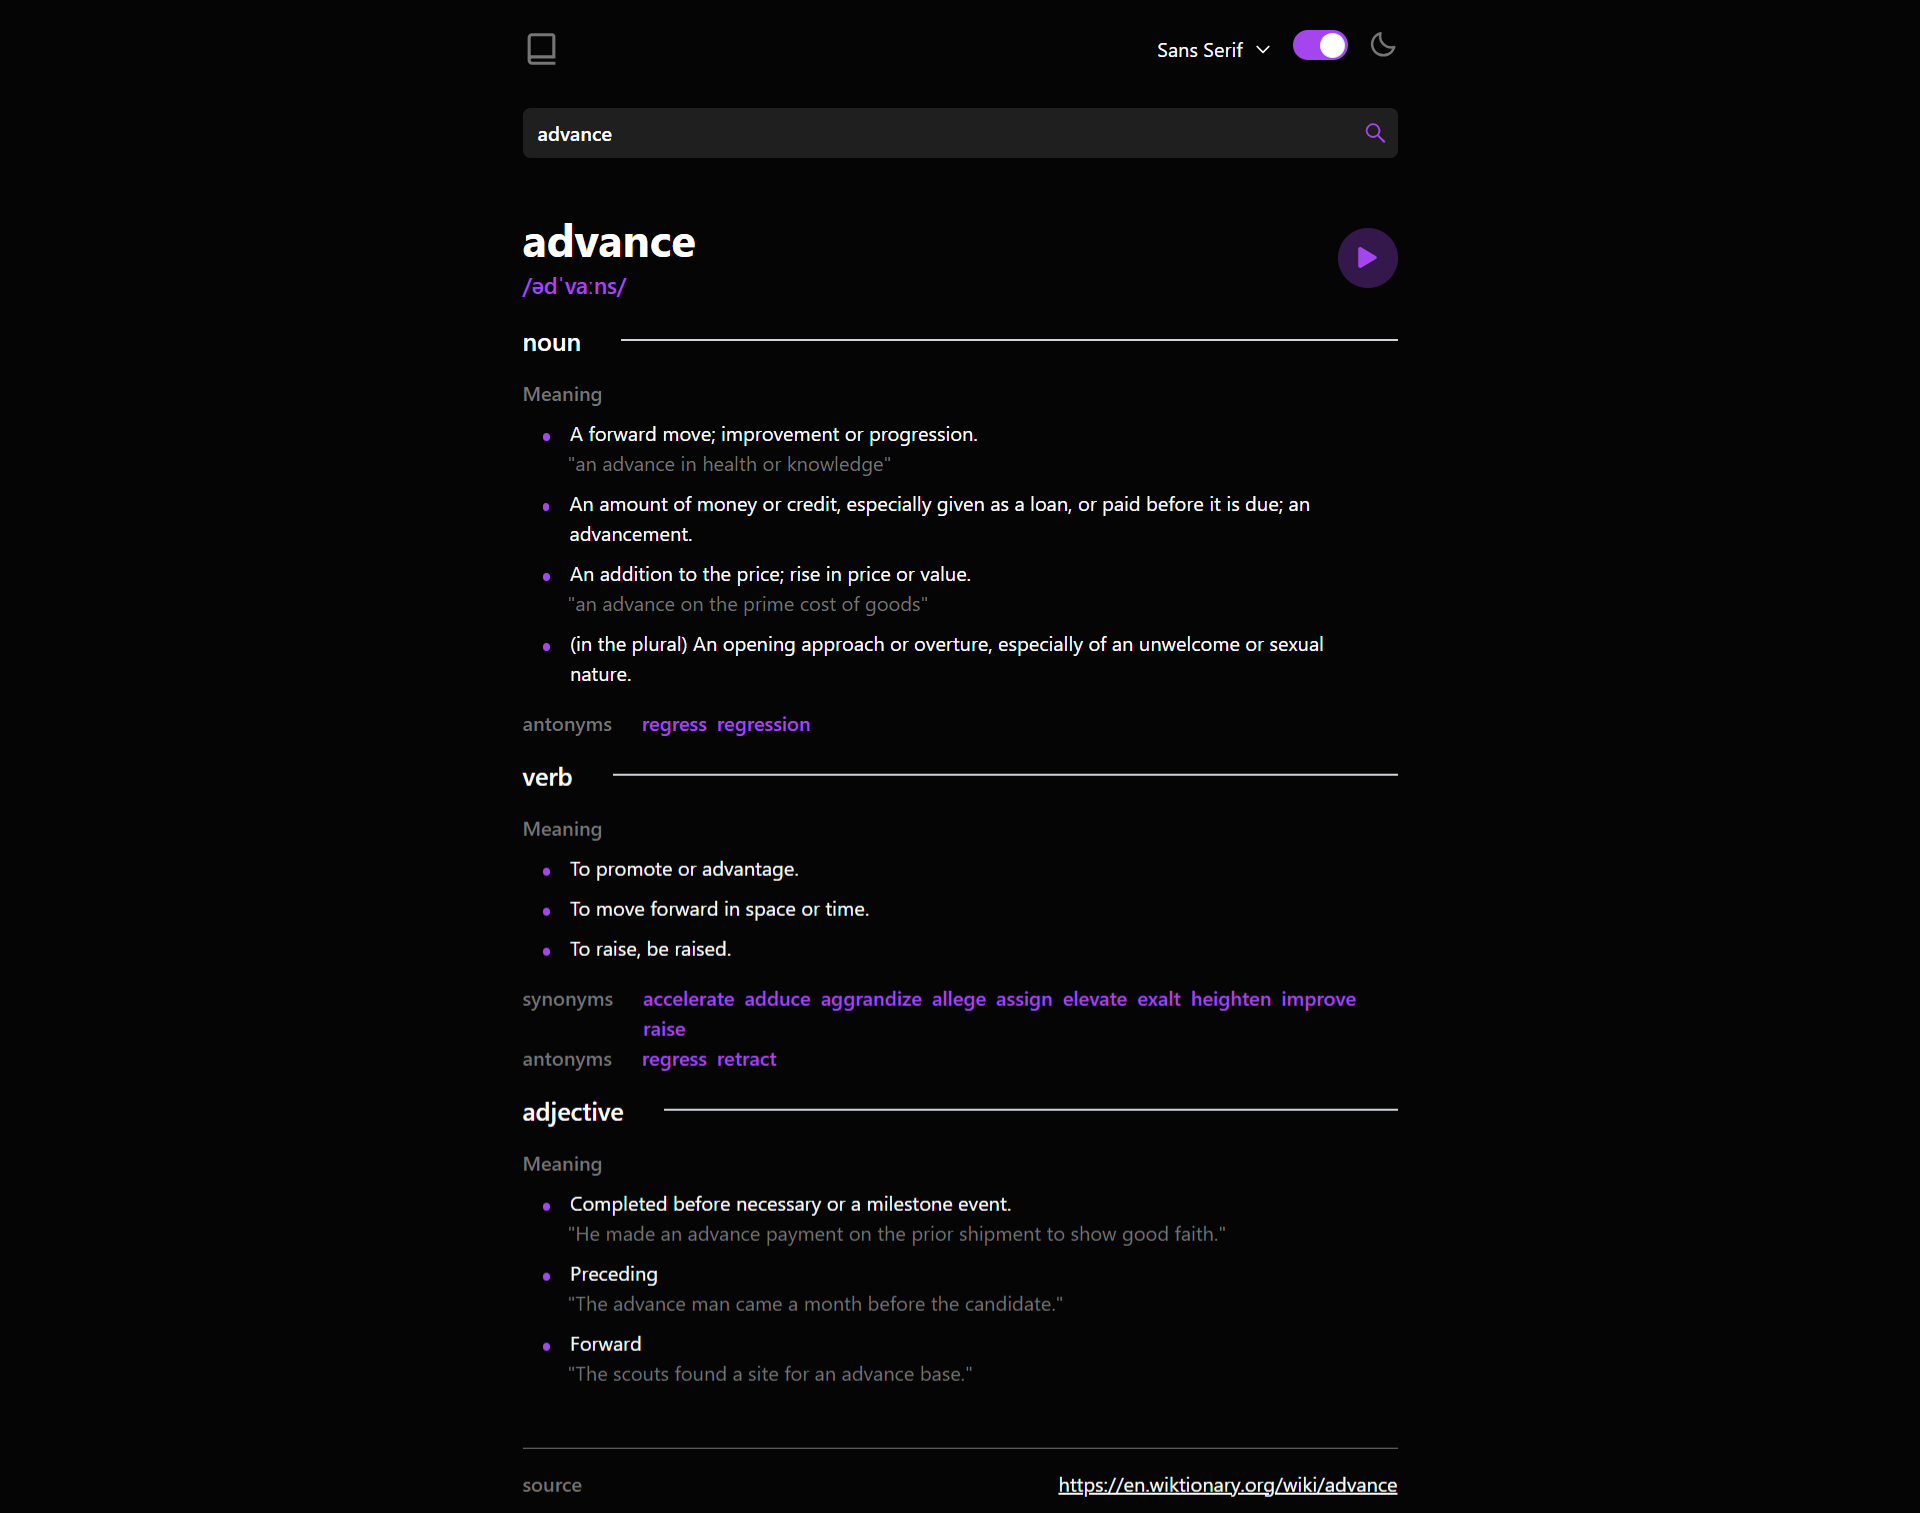 Sans Serif
advance
advance
/ədˈvaːns/
noun
Meaning
A forward move; improvement or progression.
"an advance in health or knowledge"
An amount of money or credit, especially given as a loan, or paid before it is due; an
advancement.
An addition to the price; rise in price or value.
"an advance on the prime cost of goods"
(in the plural) An opening approach or overture, especially of an unwelcome or sexual
nature.
antonyms regress regression
verb
Meaning
To promote or advantage.
To move forward in space or time.
To raise, be raised.
synonyms accelerate adduce aggrandize allege assign elevate exalt heighten improve
raise
antonyms regress retract
adjective
Meaning
Completed before necessary or a milestone event.
"He made an advance payment on the prior shipment to show good faith."
Preceding
"The advance man came a month before the candidate."
Forward
"The scouts found a site for an advance base."
source https://en.wiktionary.org/wiki/advance